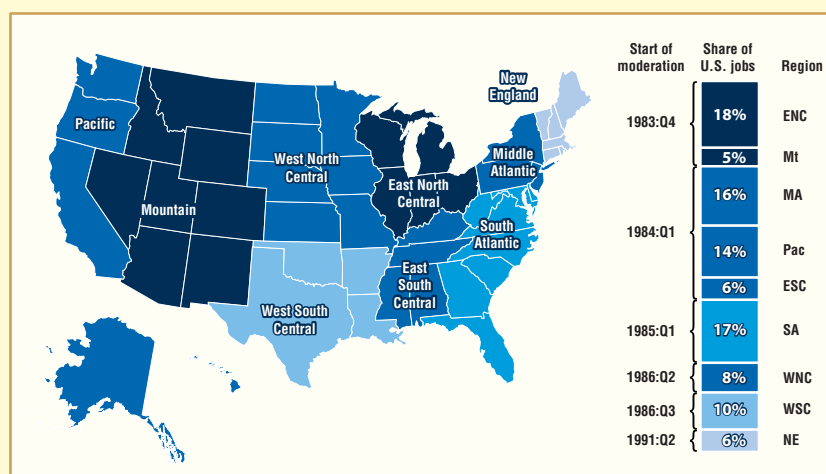 Start of
moderation
Share of
U.S. jobs
Region
New
England
Pacific
West North
Central
Middle
Atlantic
East North
Central
Mountain
South
Atlantic
East
South
Central
West South
Central
1983:Q4
18%
ENC
5%
Mt
1984:Q1
16%
MA
14%
Pac
6%
ESC
1985:Q1
17%
SA
1986:Q2
8%
WNC
1986:Q3
10%
WSC
1991:Q2
6%
NE